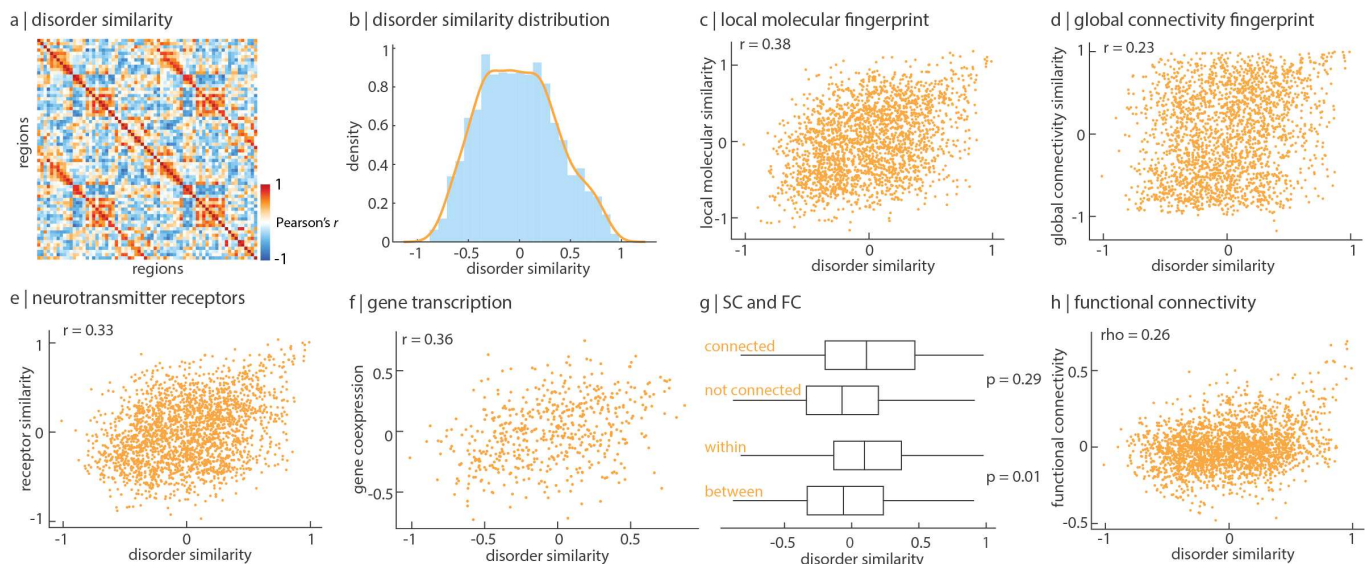 a | disorder similarity
regions
1
Pearson's r
-1
regions
b | disorder similarity distribution
1
0.8
0.6
0.4
0.2
0
density
-1
-0.5
0
0.5
1
disorder similarity
c | local molecular fingerprint
r = 0.38
1
0
-1
local molecular similarity
-1
0
1
disorder similarity
d | global connectivity fingerprint
r = 0.23
1
0
-1
global connectivity similarity
-1
0
1
disorder similarity
e | neurotransmitter receptors
r = 0.33
1
0
-1
receptor similarity
-1
0
1
disorder similarity
f | gene transcription
r = 0.36
0.5
0
-0.5
gene coexpression
-1
-0.5
0
0.5
disorder similarity
g | SC and FC
connected
p = 0.29
not connected
within
p = 0.01
between
-0.5
0
0.5
1
disorder similarity
h | functional connectivity
rho = 0.26
0.5
0
-0.5
functional connectivity
-1
0
1
disorder similarity